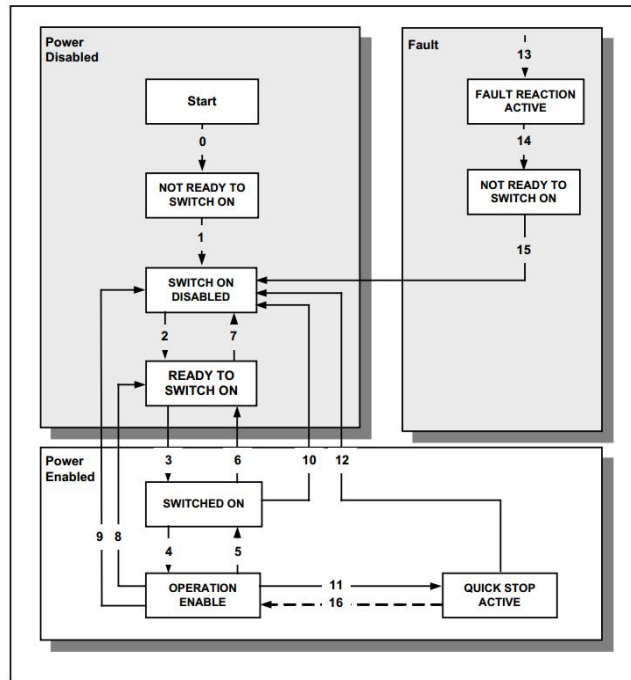 Power
Disabled
Start
0
NOT READY TO
SWITCH ON
1
SWITCH ON
DISABLED
2
7
READY TO
SWITCH ON
Fault
13
FAULT REACTION
ACTIVE
14
NOT READY TO
SWITCH ON
15
Power
Enabled
3
6
10
12
SWITCHED ON
9
8
4
5
OPERATION
ENABLE
11
16
QUICK STOP
ACTIVE